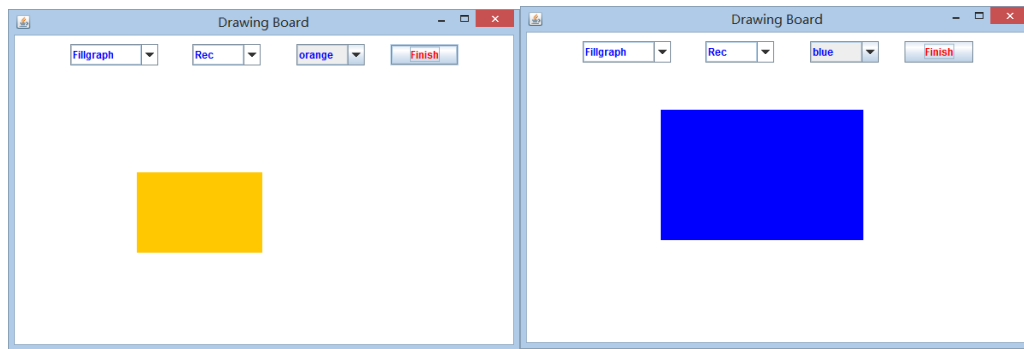 Drawing Board
Fillgraph Rec orange Finish
Drawing Board
Fillgraph Rec blue Finish